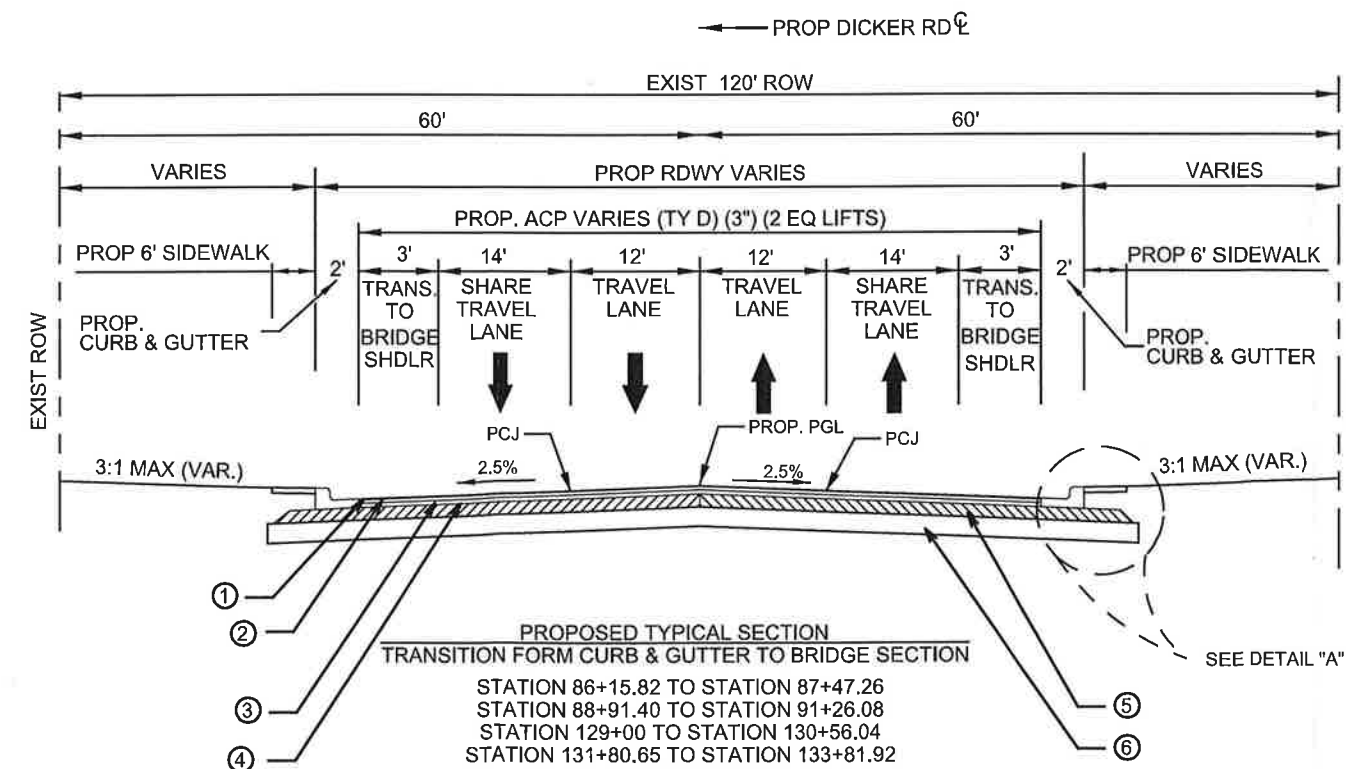 PROP DICKER RD ℄
EXIST 120' ROW
60' 60'
VARIES PROP RDWY VARIES VARIES
PROP. ACP VARIES (TY D) (3") (2 EQ LIFTS)
PROP 6' SIDEWALK 2' 3' 14' 12' 12' 14' 3' 2' PROP 6' SIDEWALK
TRANS. TO BRIDGE SHDLR
SHARE TRAVEL LANE
TRAVEL LANE
TRAVEL LANE
SHARE TRAVEL LANE
TRANS. TO BRIDGE SHDLR
PROP.
CURB & GUTTER
PROP.
CURB & GUTTER
EXIST ROW
PCJ PROP. PGL PCJ
3:1 MAX (VAR.) 2.5% 2.5% 3:1 MAX (VAR.)
①
②
③
④
⑤
⑥
SEE DETAIL "A"
PROPOSED TYPICAL SECTION
TRANSITION FORM CURB & GUTTER TO BRIDGE SECTION
STATION 86+15.82 TO STATION 87+47.26
STATION 88+91.40 TO STATION 91+26.08
STATION 129+00 TO STATION 130+56.04
STATION 131+80.65 TO STATION 133+81.92